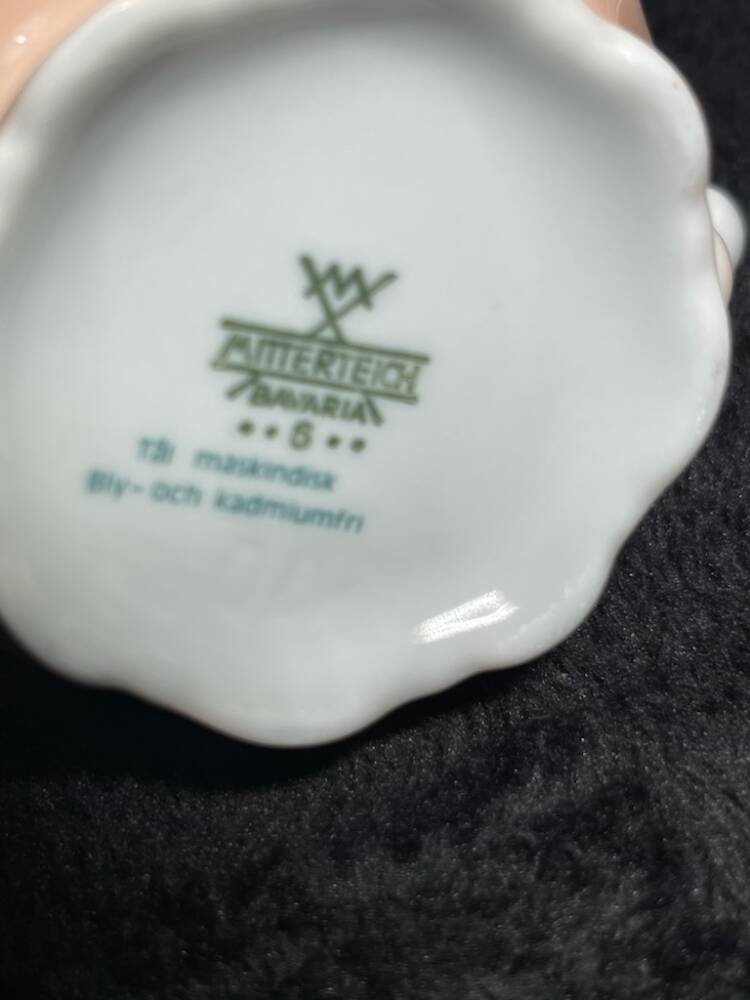 M
MITTERTEICH
BAVARIA
•• 6 ••
Tål maskindisk
Bly- och kadmiumfri